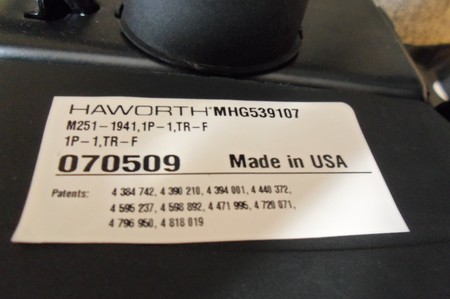 HAWORTH MHG539107
M251-1941,1P-1,TR-F
1P-1,TR-F
070509 Made in USA
Patents: 4 384 742, 4 390 210, 4 394 001, 4 440 372,
4 595 237, 4 598 892, 4 471 995, 4 720 071,
4 796 950, 4 818 019